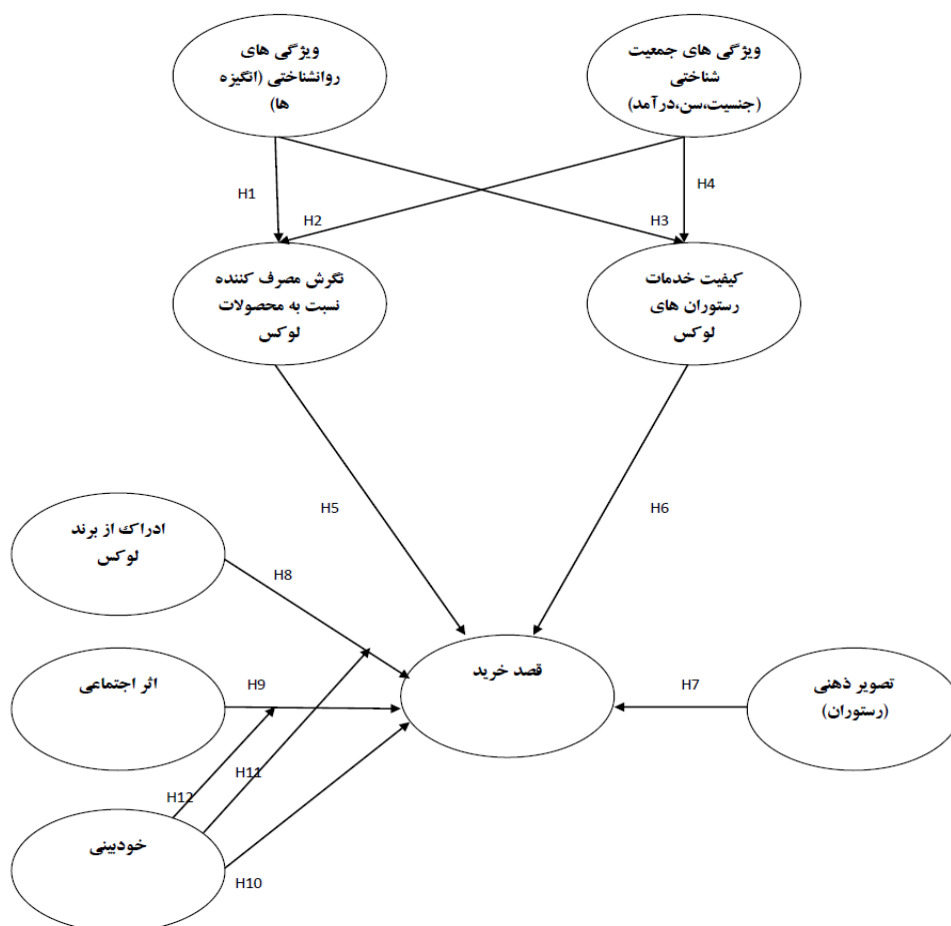 ویژگی های
روانشناختی (انگیزه
ها)
ویژگی های جمعیت
شناختی
(جنسیت،سن،درآمد)
H1
H2
H3
H4
نگرش مصرف کننده
نسبت به محصولات
لوکس
کیفیت خدمات
رستوران های
لوکس
H5
H6
ادراک از برند
لوکس
H8
اثر اجتماعی
H9
قصد خرید
H7
تصویر ذهنی
(رستوران)
H11
H12
خودبینی
H10